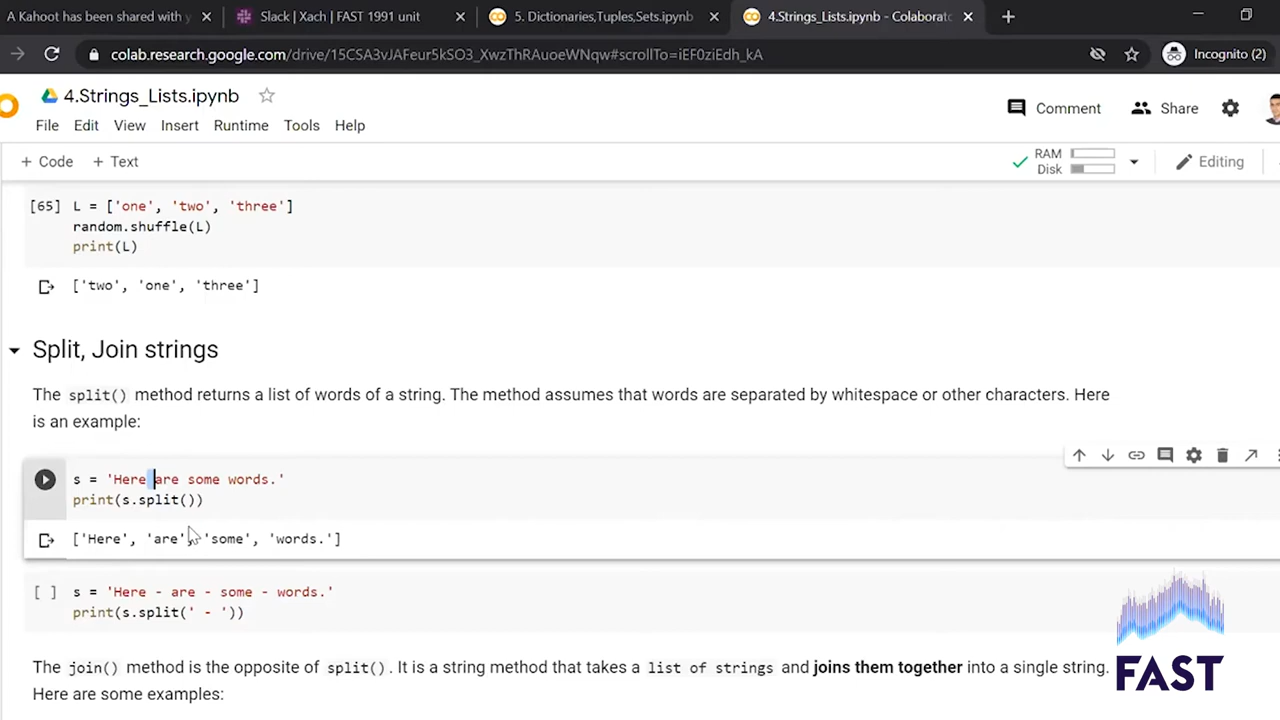 A Kahoot has been shared with y
Slack | Xach | FAST 1991 unit
5. Dictionaries,Tuples,Sets.ipynb
4.Strings_Lists.ipynb - Colaborato
colab.research.google.com/drive/15CSA3vJAFeur5kSO3_XwzThRAuoeWNqw#scrollTo=iEF0ziEdh_kA
Incognito (2)
4.Strings_Lists.ipynb
Comment
Share
File Edit View Insert Runtime Tools Help
+ Code + Text
RAM
Disk
Editing
[65] L = ['one', 'two', 'three']
random.shuffle(L)
print(L)
['two', 'one', 'three']
Split, Join strings
The split() method returns a list of words of a string. The method assumes that words are separated by whitespace or other characters. Here
is an example:
s = 'Here are some words.'
print(s.split())
['Here', 'are', 'some', 'words.']
[ ] s = 'Here - are - some - words.'
print(s.split(' - '))
The join() method is the opposite of split(). It is a string method that takes a list of strings and joins them together into a single string.
Here are some examples:
FAST